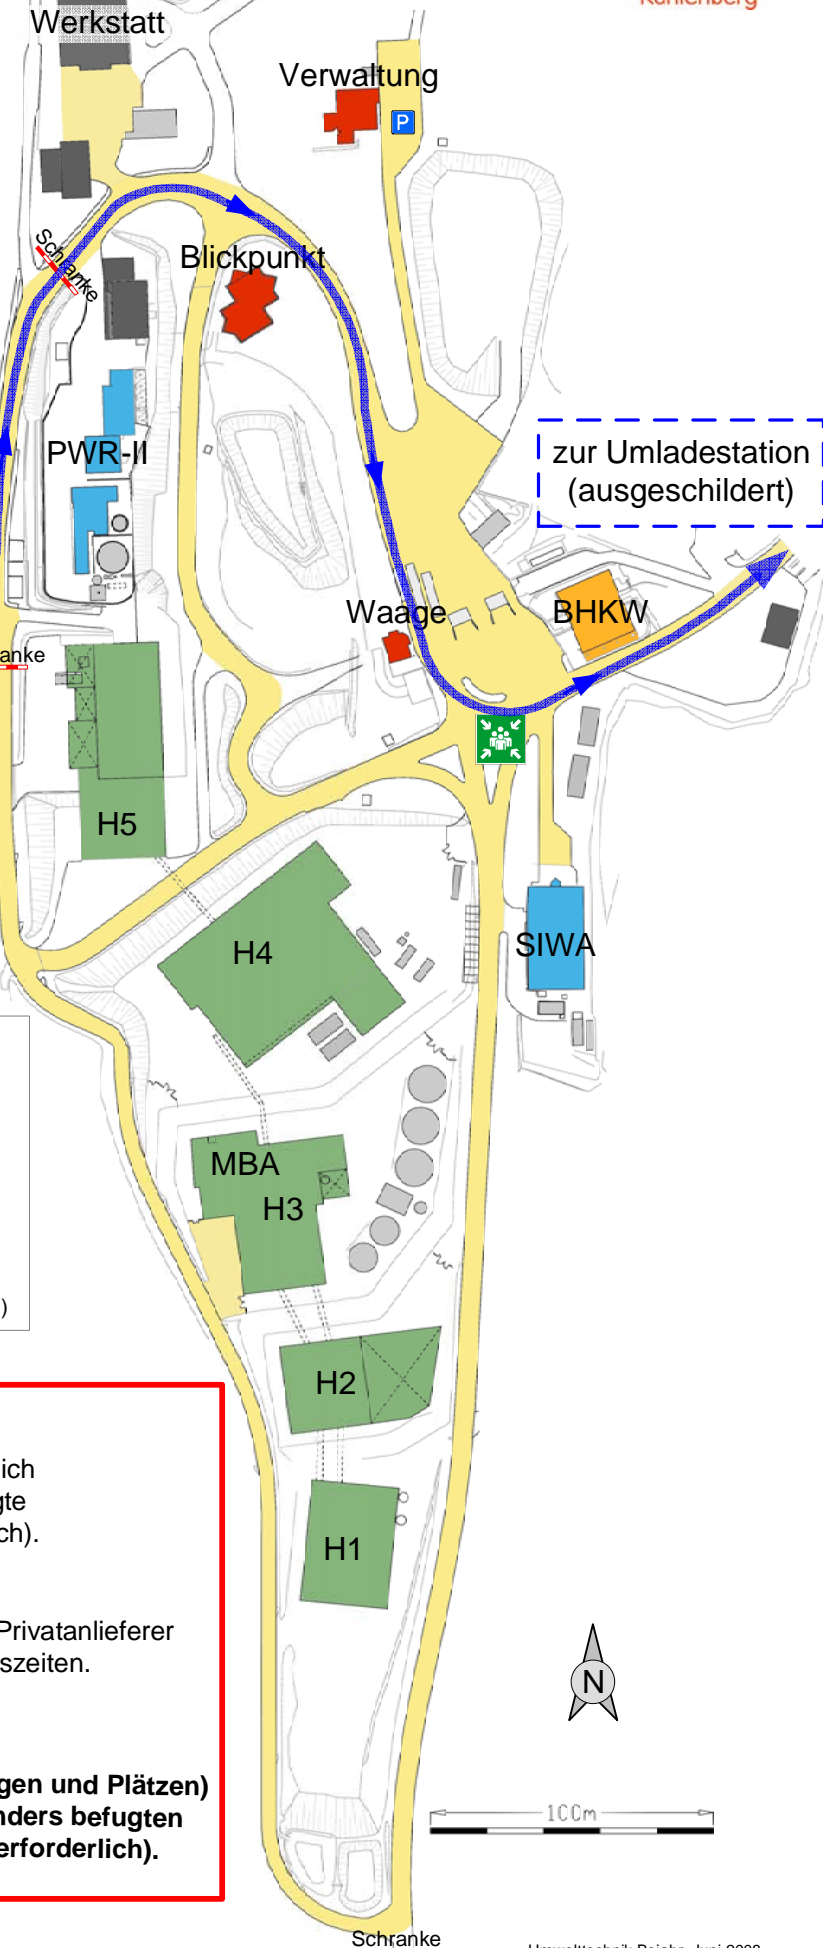 Kahlenberg
Werkstatt
Verwaltung
P
Schranke
Blickpunkt
PWR-II
zur Umladestation
(ausgeschildert)
Waage
BHKW
anke
H5
H4
SIWA
MBA
H3
)
H2
ich
gte
ch).
H1
Privatanlieferer
szeiten.
N
gen und Plätzen)
nders befugten
erforderlich).
100m
Schranke